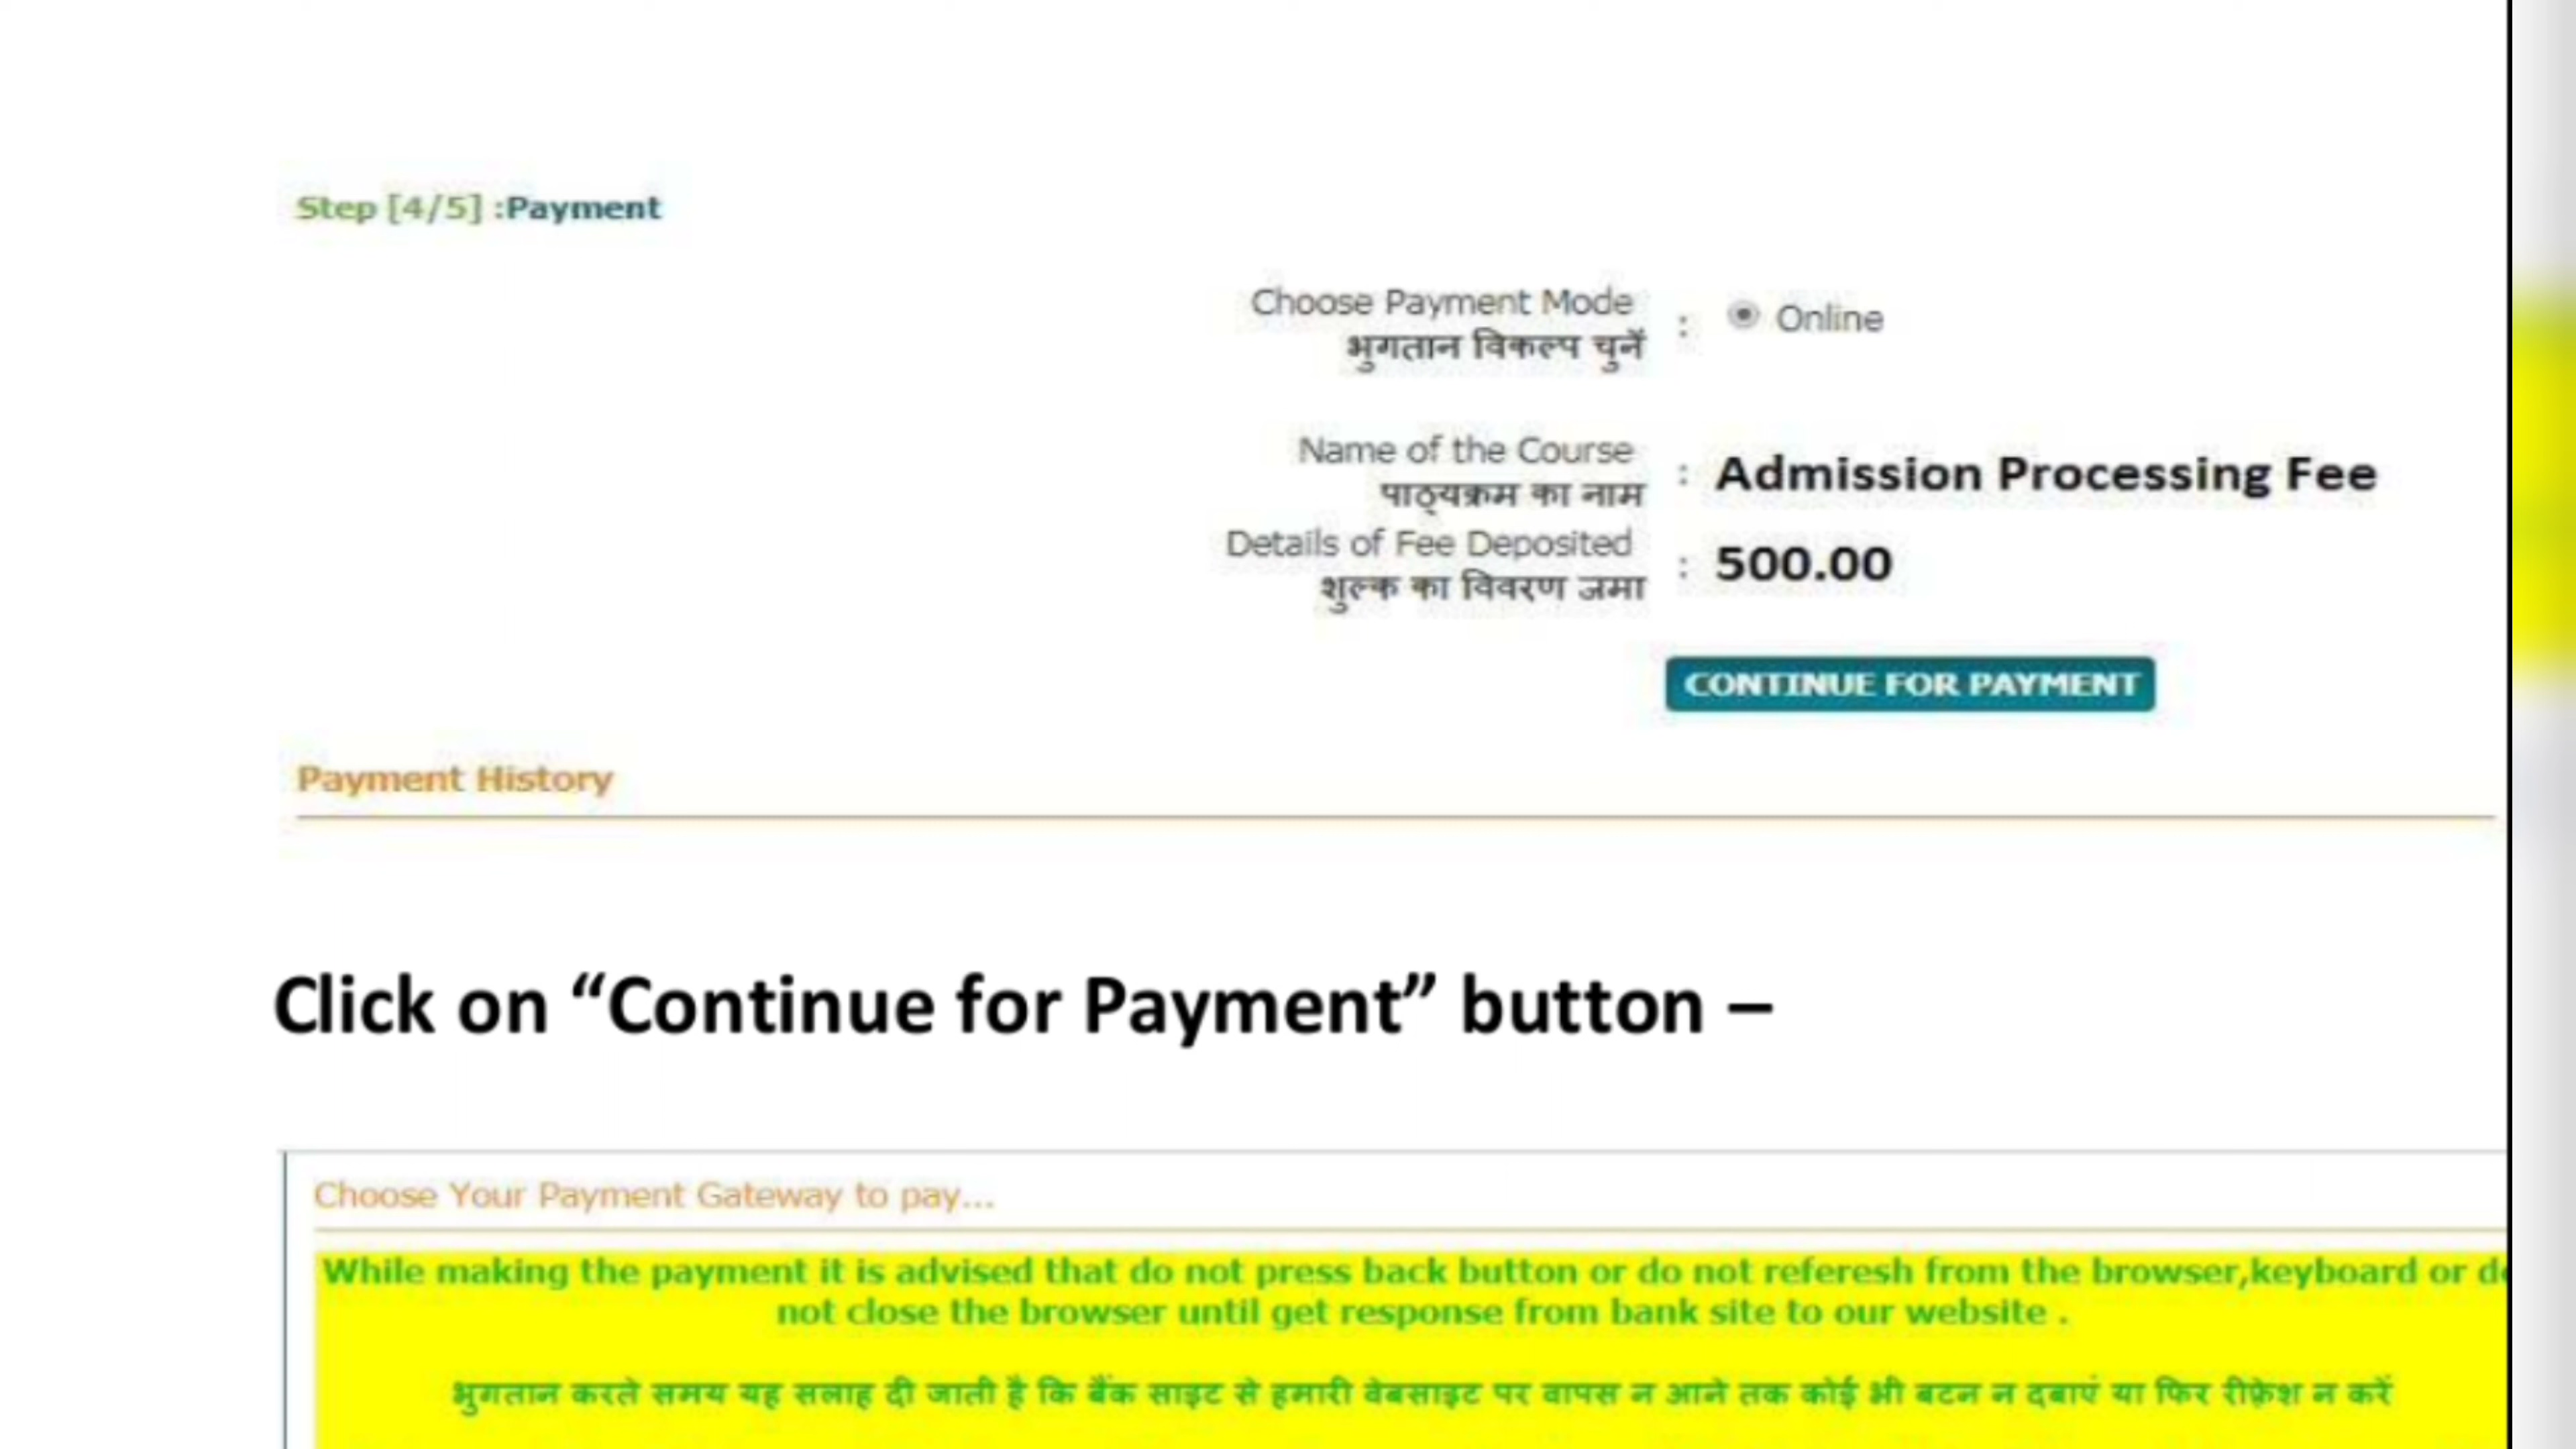 Step [4/5] :Payment
Choose Payment Mode : Online
भुगतान विकल्प चुनें
Name of the Course : Admission Processing Fee
पाठ्यक्रम का नाम
Details of Fee Deposited : 500.00
शुल्क का विवरण जमा
CONTINUE FOR PAYMENT
Payment History
Click on “Continue for Payment” button –
Choose Your Payment Gateway to pay...
While making the payment it is advised that do not press back button or do not referesh from the browser,keyboard or do
not close the browser until get response from bank site to our website .
भुगतान करते समय यह सलाह दी जाती है कि बैंक साइट से हमारी वेबसाइट पर वापस न आने तक कोई भी बटन न दबाएं या फिर रीफ़्रेश न करें